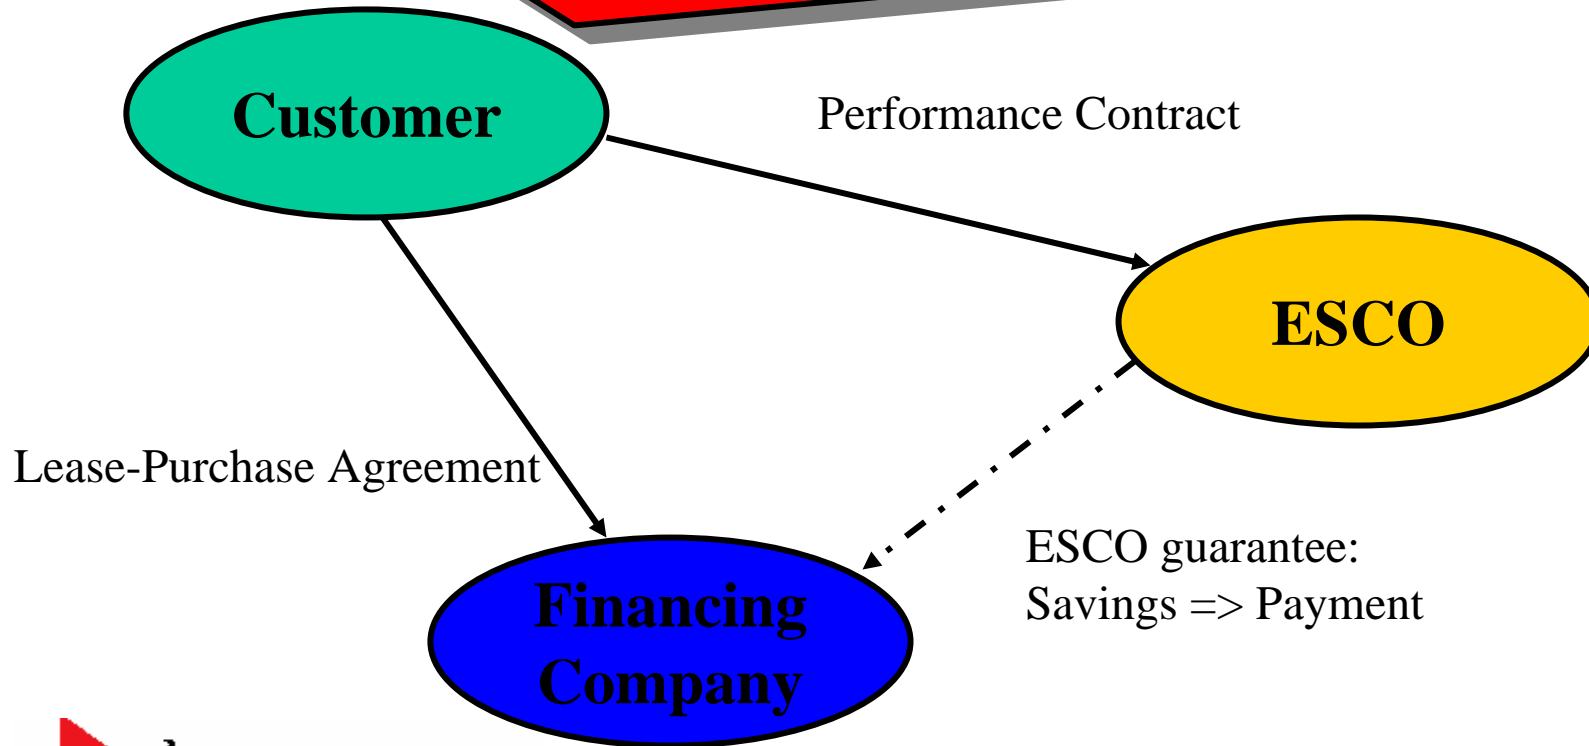 Customer
Performance Contract
ESCO
Lease-Purchase Agreement
ESCO guarantee:
Savings => Payment
Financing
Company